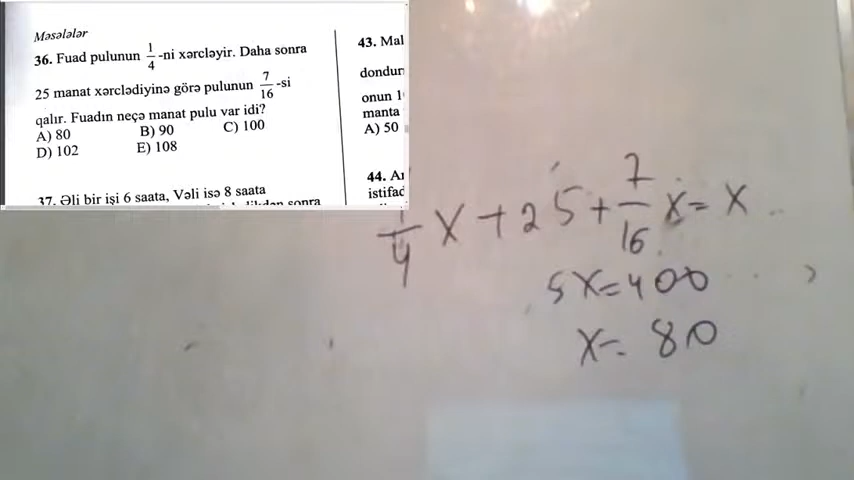 Məsələlər
36. Fuad pulunun 1/4 -ni xərcləyir. Daha sonra
25 manat xərclədiyinə görə pulunun 7/16 -si
qalır. Fuadın neçə manat pulu var idi?
A) 80 B) 90 C) 100
D) 102 E) 108
37. Əli bir işi 6 saata, Vəli isə 8 saata
sonra
43. Mal
dondur
onun 1
manta
A) 50
44. Ar
istifad
1/4 x + 25 + 7/16 x = x
5x = 400
x = 80